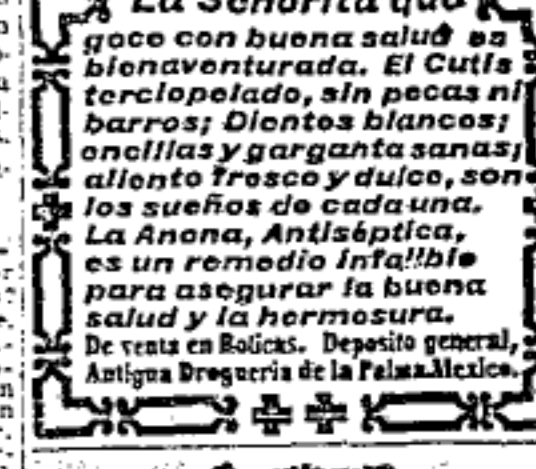 La Señorita que
goce con buena salud es
bienaventurada. El Cutis
terciopelado, sin pecas ni
barros; Dientes blancos;
encillas y garganta sanas;
aliento fresco y dulce, son
los sueños de cada una.
La Anona, Antiséptica,
es un remedio infalible
para asegurar la buena
salud y la hermosura.
De venta en Boticas. Deposito general,
Antigua Drogueria de la Palma. Mexico.